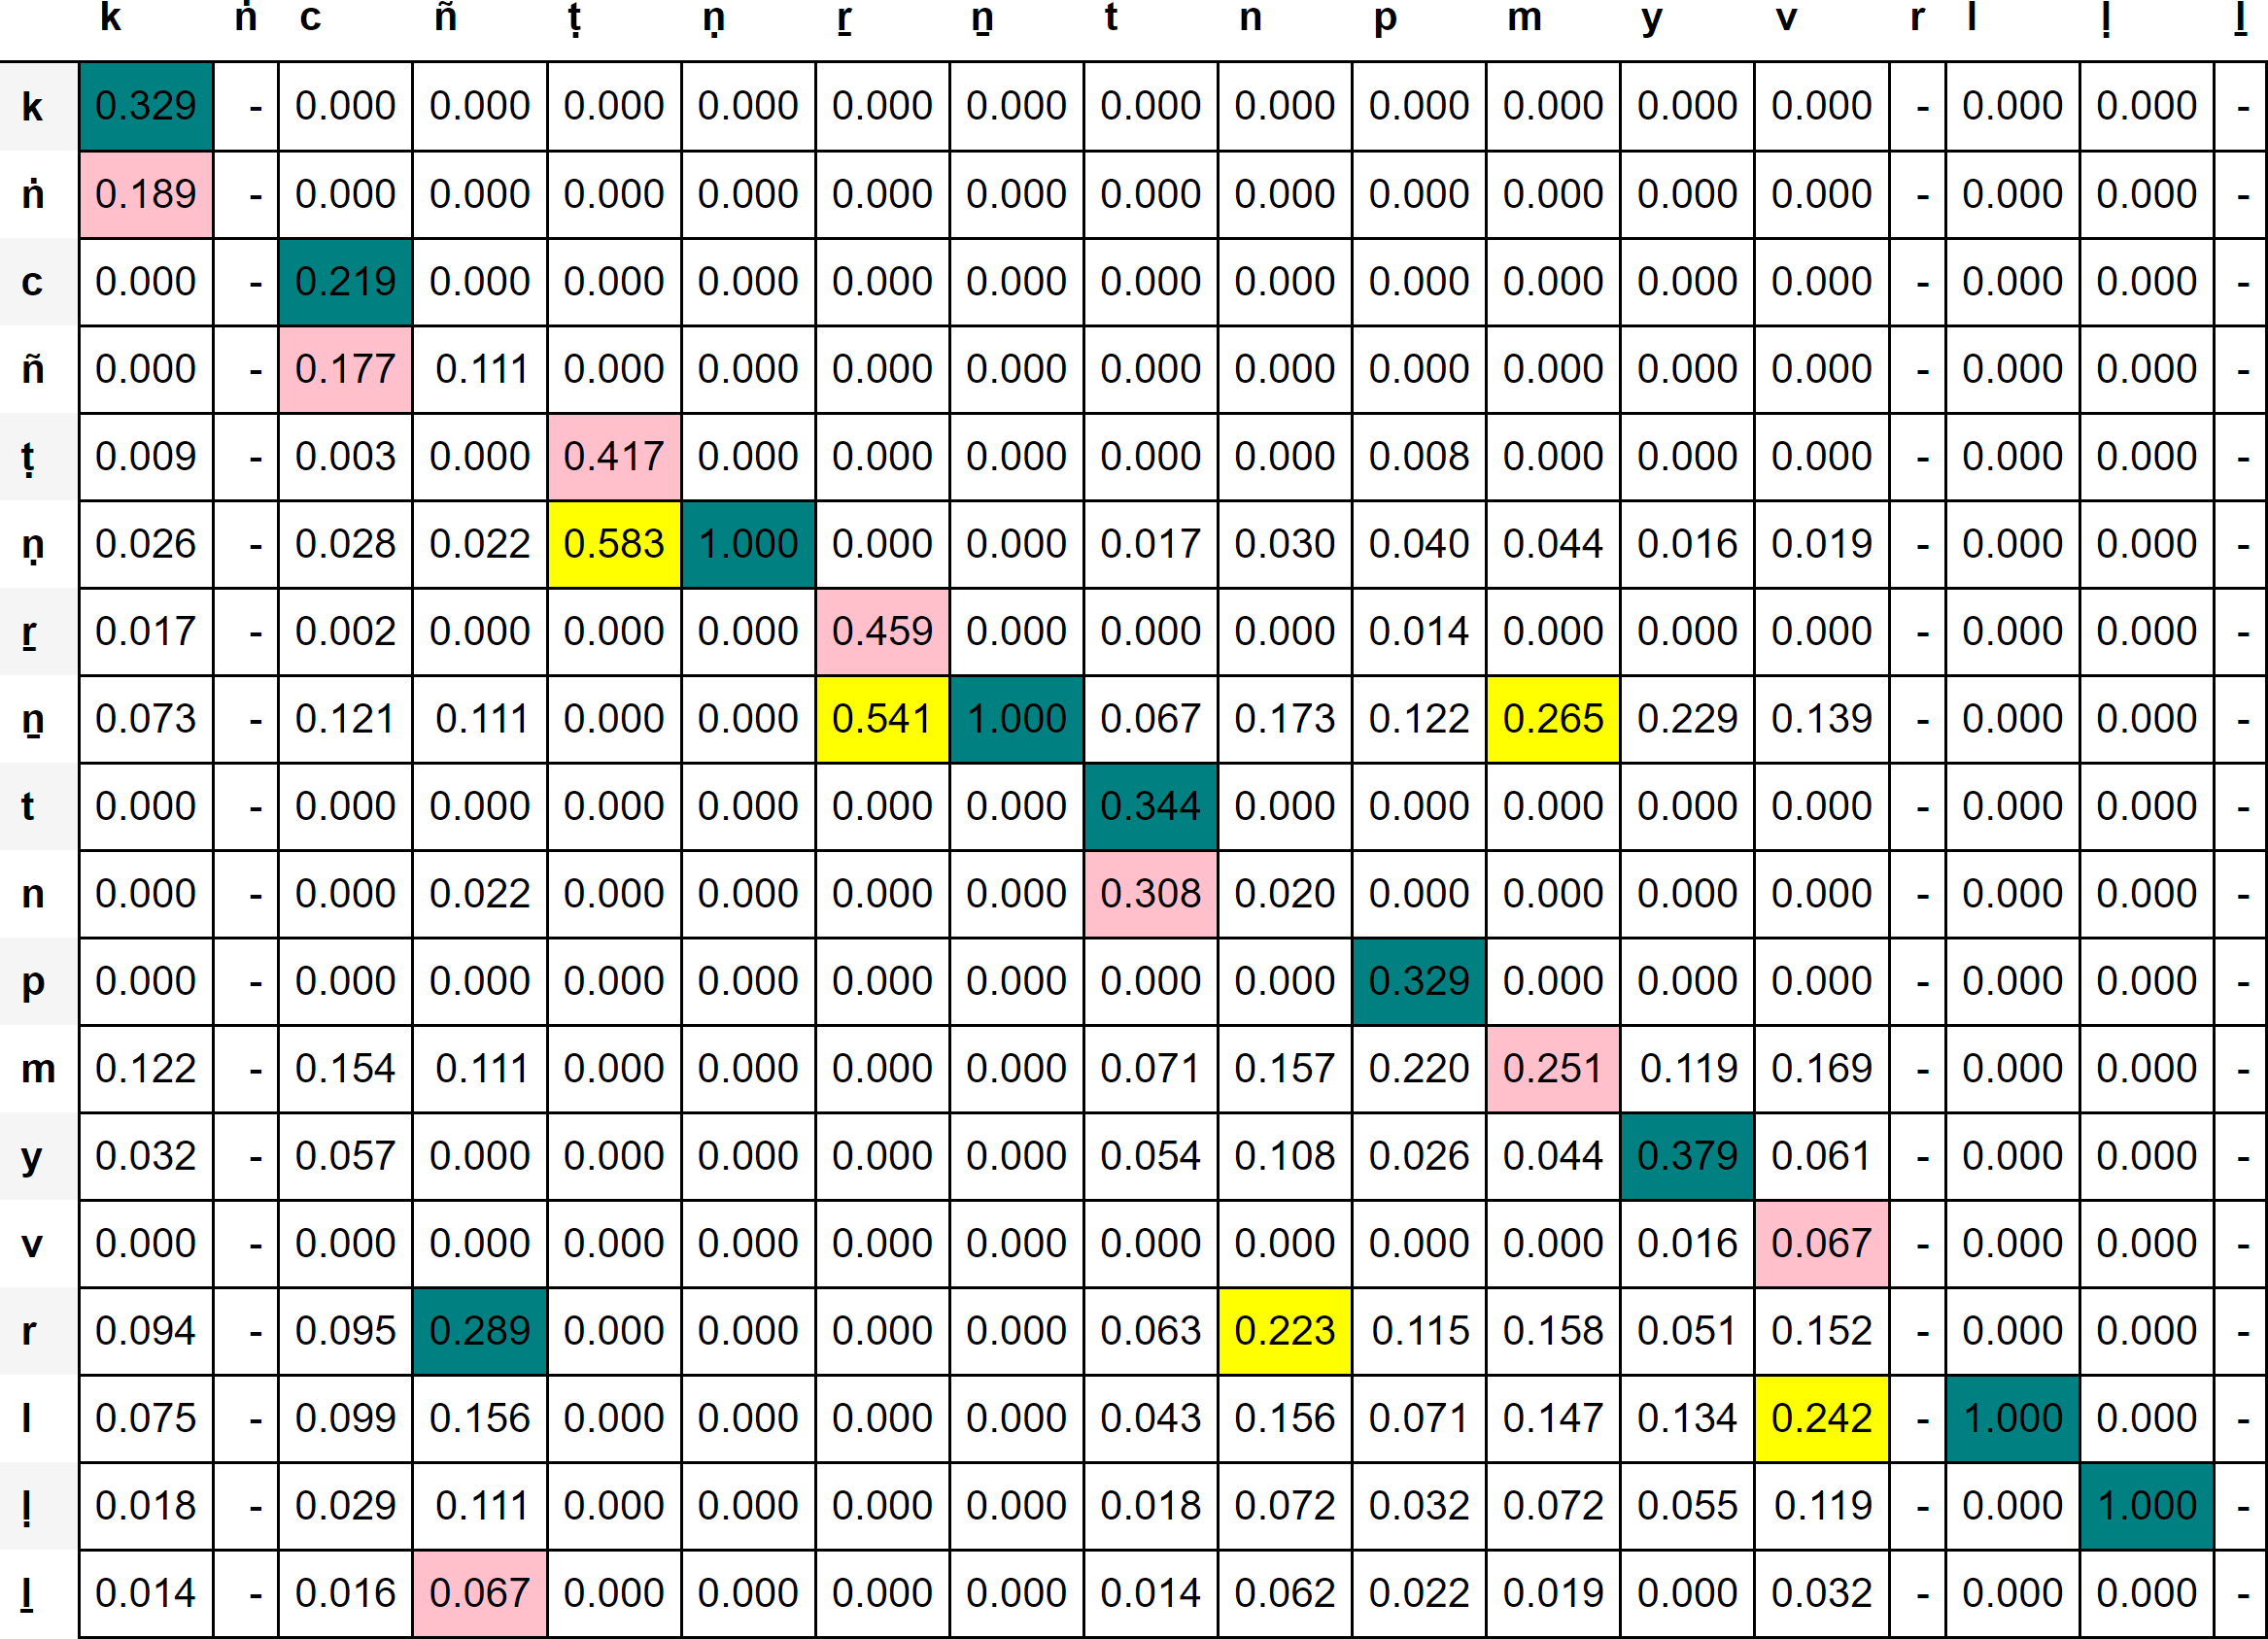 k ṅ c ñ ṭ ṇ ṟ ṉ t n p m y v r l ḷ ḻ
k 0.329 - 0.000 0.000 0.000 0.000 0.000 0.000 0.000 0.000 0.000 0.000 0.000 0.000 - 0.000 0.000 -
ṅ 0.189 - 0.000 0.000 0.000 0.000 0.000 0.000 0.000 0.000 0.000 0.000 0.000 0.000 - 0.000 0.000 -
c 0.000 - 0.219 0.000 0.000 0.000 0.000 0.000 0.000 0.000 0.000 0.000 0.000 0.000 - 0.000 0.000 -
ñ 0.000 - 0.177 0.111 0.000 0.000 0.000 0.000 0.000 0.000 0.000 0.000 0.000 0.000 - 0.000 0.000 -
ṭ 0.009 - 0.003 0.000 0.417 0.000 0.000 0.000 0.000 0.000 0.008 0.000 0.000 0.000 - 0.000 0.000 -
ṇ 0.026 - 0.028 0.022 0.583 1.000 0.000 0.000 0.017 0.030 0.040 0.044 0.016 0.019 - 0.000 0.000 -
ṟ 0.017 - 0.002 0.000 0.000 0.000 0.459 0.000 0.000 0.000 0.014 0.000 0.000 0.000 - 0.000 0.000 -
ṉ 0.073 - 0.121 0.111 0.000 0.000 0.541 1.000 0.067 0.173 0.122 0.265 0.229 0.139 - 0.000 0.000 -
t 0.000 - 0.000 0.000 0.000 0.000 0.000 0.000 0.344 0.000 0.000 0.000 0.000 0.000 - 0.000 0.000 -
n 0.000 - 0.000 0.022 0.000 0.000 0.000 0.000 0.308 0.020 0.000 0.000 0.000 0.000 - 0.000 0.000 -
p 0.000 - 0.000 0.000 0.000 0.000 0.000 0.000 0.000 0.000 0.329 0.000 0.000 0.000 - 0.000 0.000 -
m 0.122 - 0.154 0.111 0.000 0.000 0.000 0.000 0.071 0.157 0.220 0.251 0.119 0.169 - 0.000 0.000 -
y 0.032 - 0.057 0.000 0.000 0.000 0.000 0.000 0.054 0.108 0.026 0.044 0.379 0.061 - 0.000 0.000 -
v 0.000 - 0.000 0.000 0.000 0.000 0.000 0.000 0.000 0.000 0.000 0.000 0.016 0.067 - 0.000 0.000 -
r 0.094 - 0.095 0.289 0.000 0.000 0.000 0.000 0.063 0.223 0.115 0.158 0.051 0.152 - 0.000 0.000 -
l 0.075 - 0.099 0.156 0.000 0.000 0.000 0.000 0.043 0.156 0.071 0.147 0.134 0.242 - 1.000 0.000 -
ḷ 0.018 - 0.029 0.111 0.000 0.000 0.000 0.000 0.018 0.072 0.032 0.072 0.055 0.119 - 0.000 1.000 -
ḻ 0.014 - 0.016 0.067 0.000 0.000 0.000 0.000 0.014 0.062 0.022 0.019 0.000 0.032 - 0.000 0.000 -